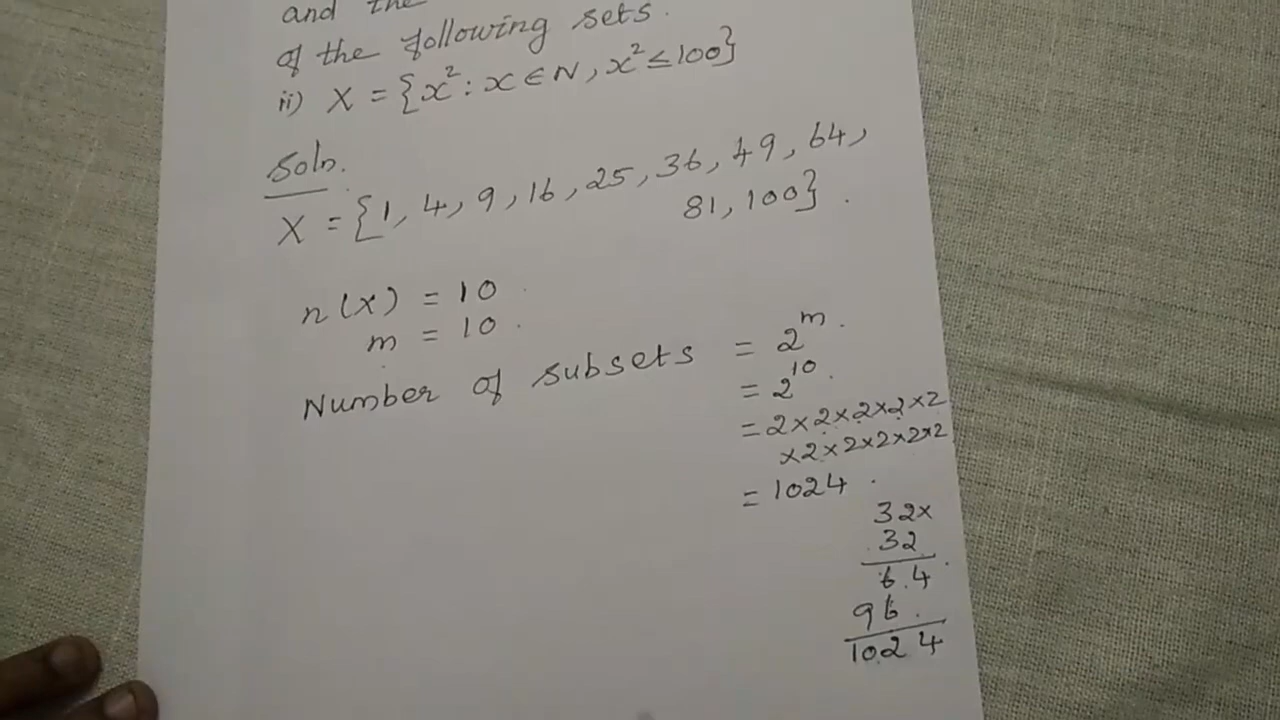 and the
of the following sets.
ii) X = {x² : x ∈ N, x² ≤ 100}
Soln.
X = {1, 4, 9, 16, 25, 36, 49, 64,
81, 100}.
n(X) = 10
m = 10.
Number of subsets = 2^m.
= 2^10.
= 2×2×2×2×2
×2×2×2×2×2
= 1024.
32×
32
64
96
1024